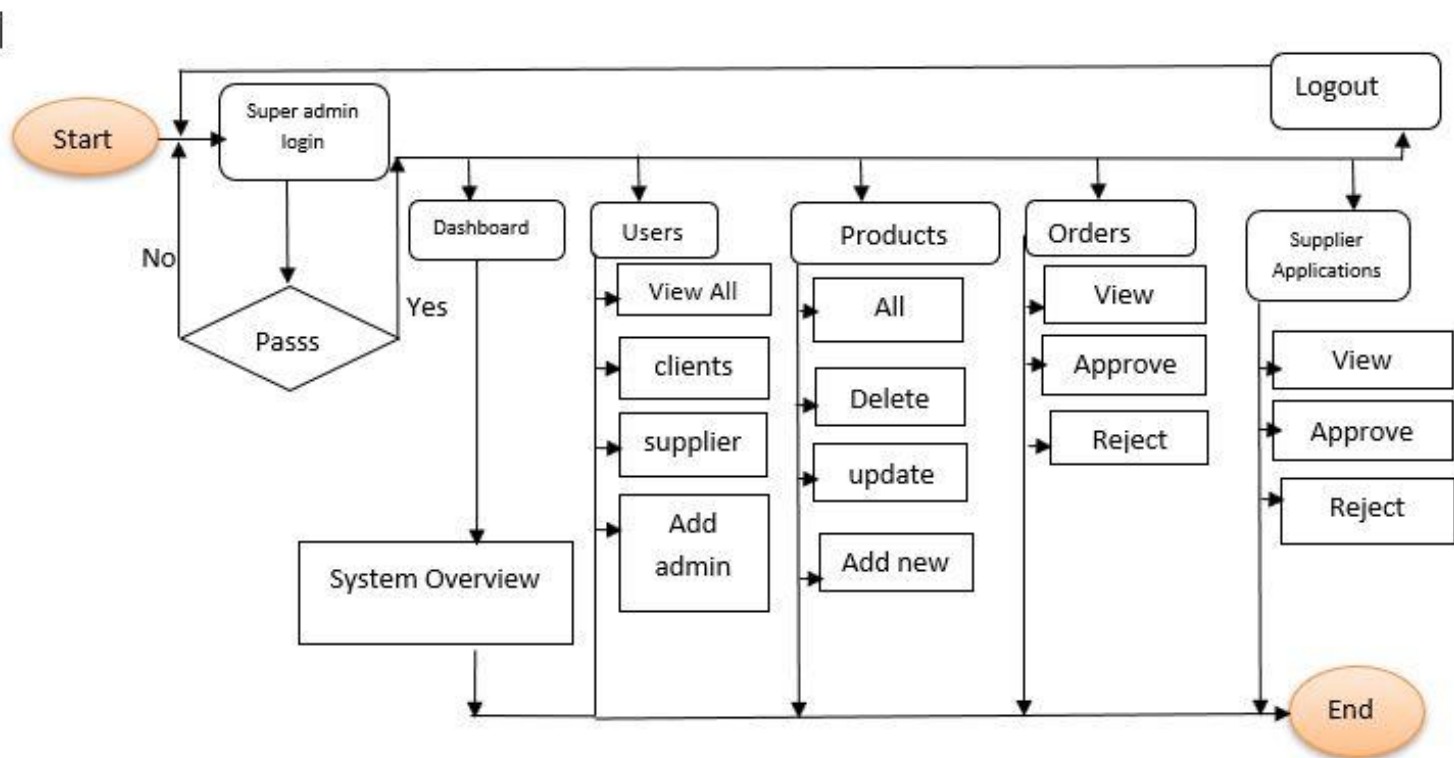 Logout
Start
Super admin
login
Dashboard
Users
Products
Orders
Supplier
Applications
No
Yes
Passs
View All
clients
supplier
Add
admin
All
Delete
update
Add new
View
Approve
Reject
View
Approve
Reject
System Overview
End